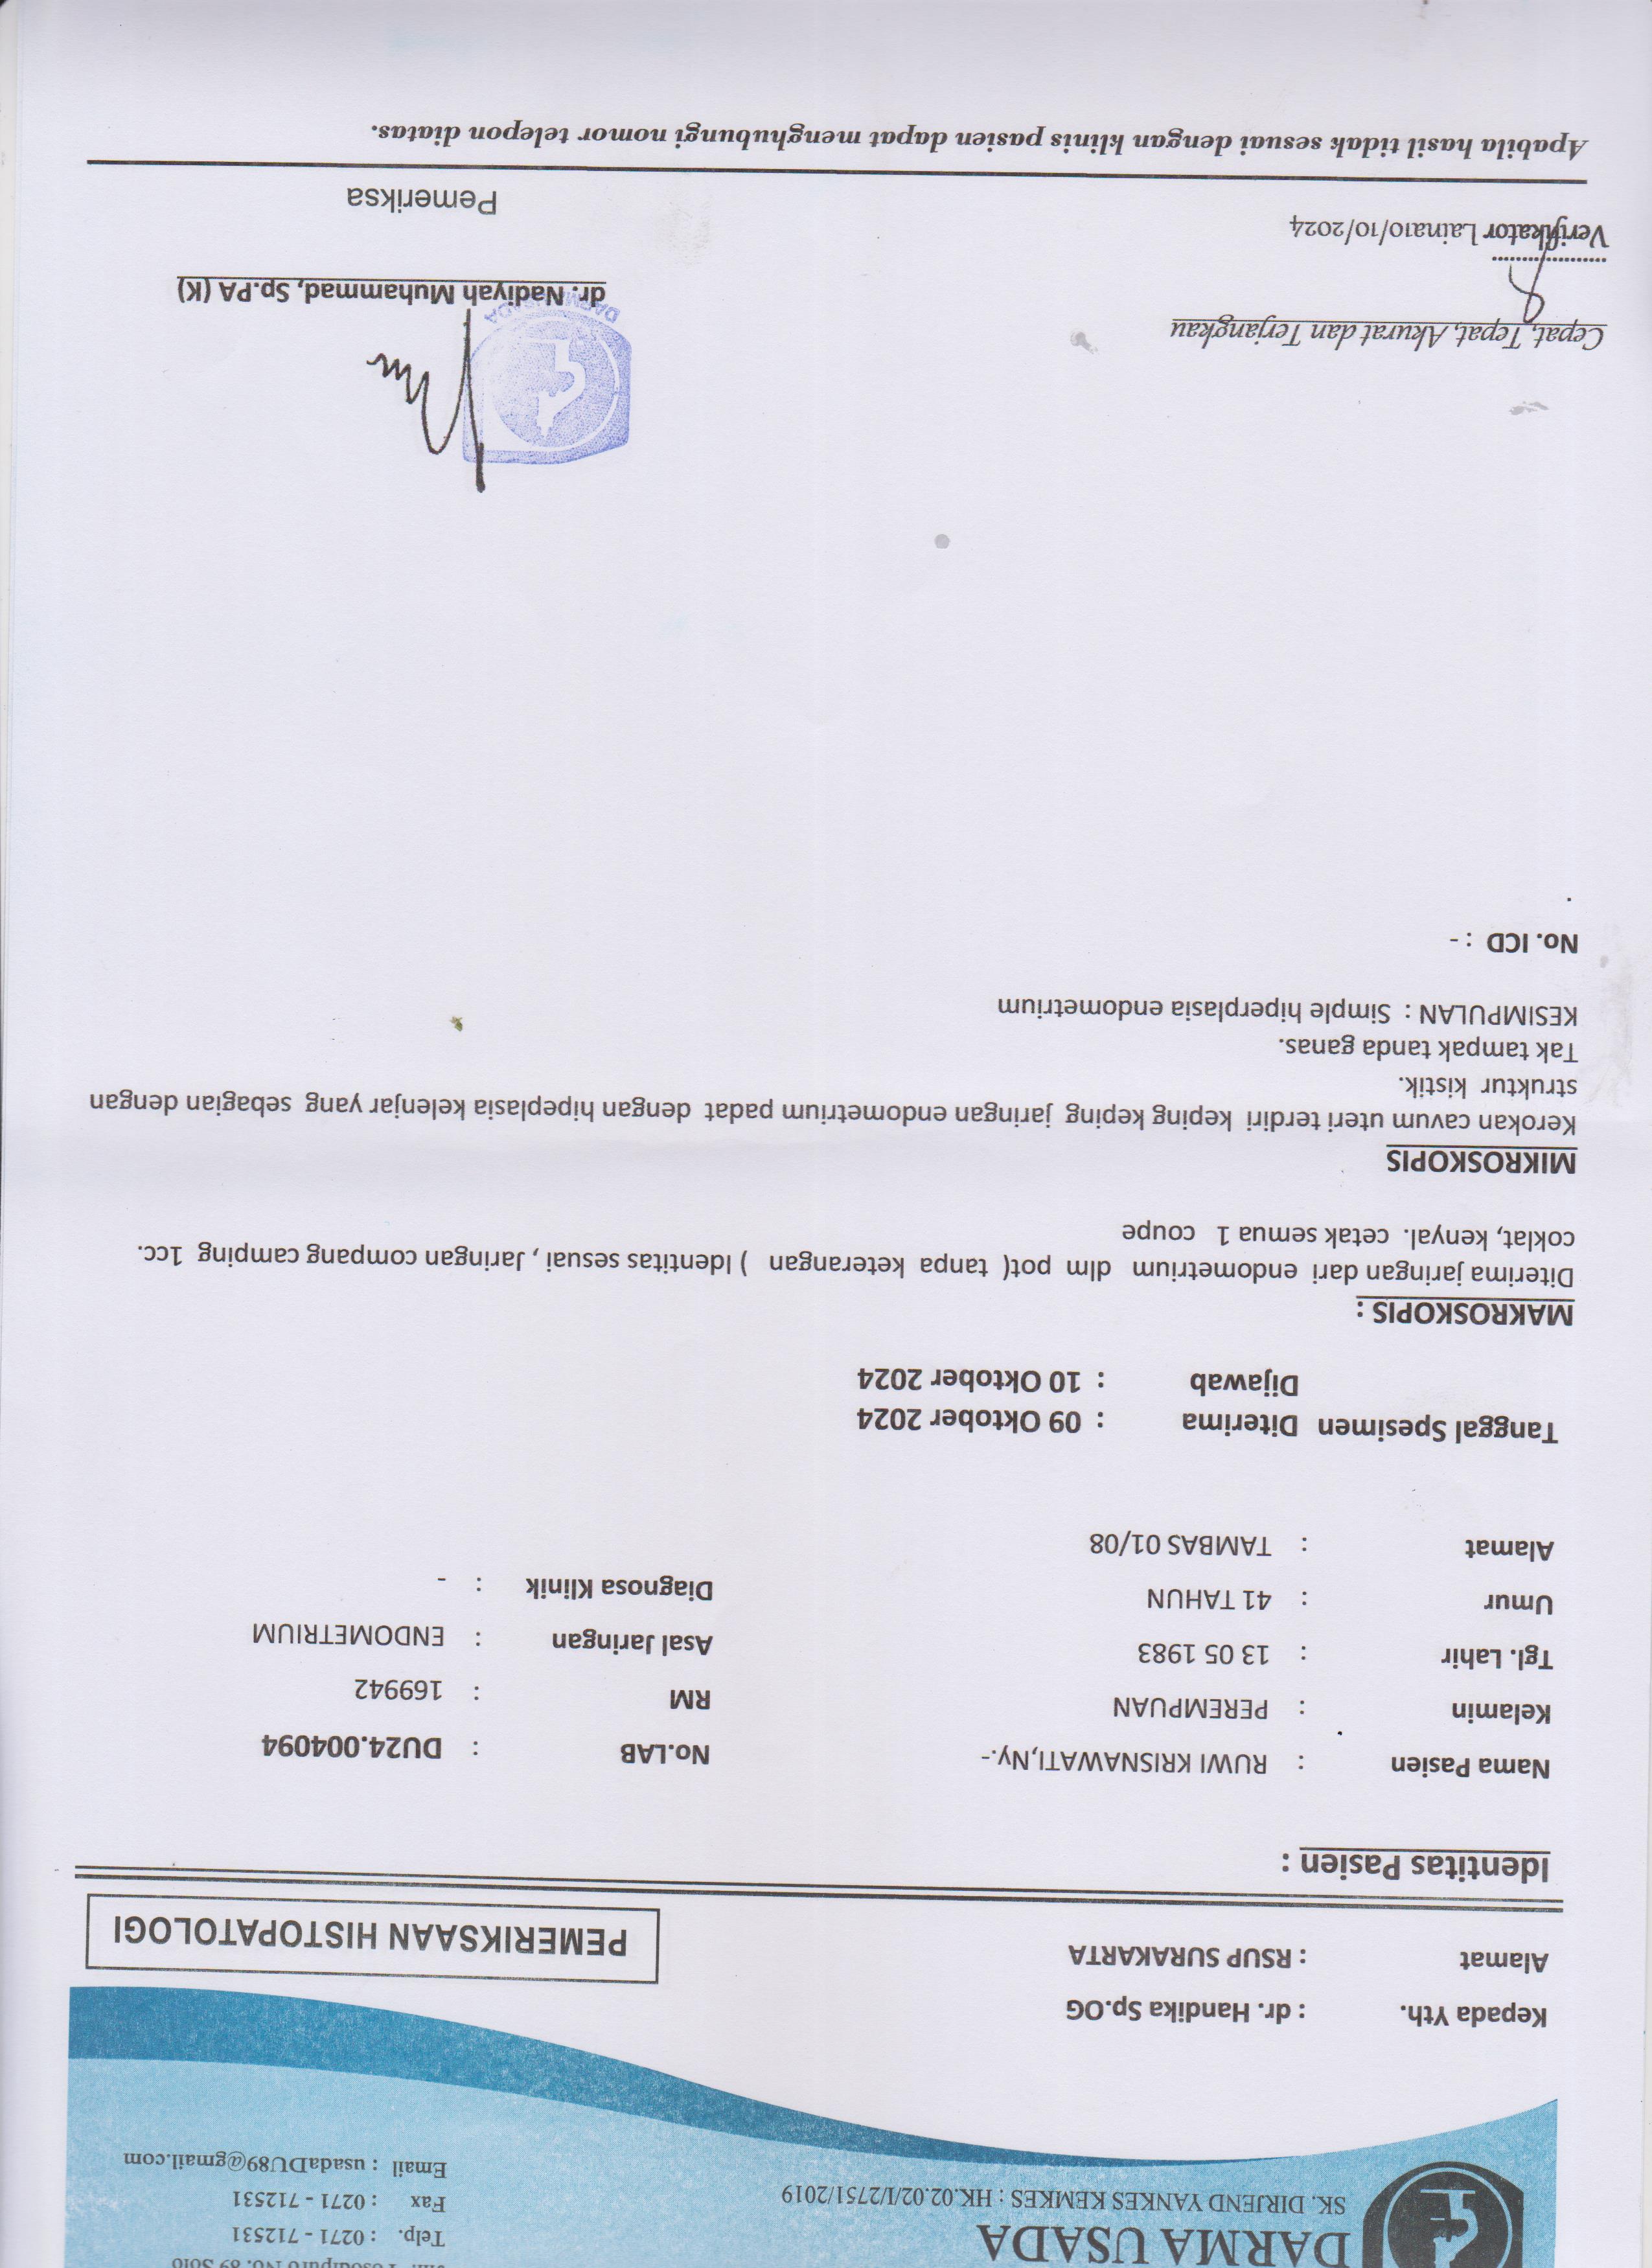 DARMA USADA
SK. DIRJEND YANKES KEMKES : HK.02.02/I/2751/2019
No. 89 Solo
Telp. : 0271 - 712531
Fax : 0271 - 712531
Email : usadaDU89@gmail.com
Kepada Yth. : dr. Handika Sp.OG
Alamat : RSUP SURAKARTA
PEMERIKSAAN HISTOPATOLOGI
Identitas Pasien :
Nama Pasien : RUWI KRISNAWATI,Ny.-
Kelamin : PEREMPUAN
Tgl. Lahir : 13 05 1983
Umur : 41 TAHUN
Alamat : TAMBAS 01/08
No.LAB : DU24.004094
RM : 169942
Asal Jaringan : ENDOMETRIUM
Diagnosa Klinik : -
Tanggal Spesimen Diterima : 09 Oktober 2024
Dijawab : 10 Oktober 2024
MAKROSKOPIS :
Diterima jaringan dari endometrium dlm pot( tanpa keterangan ) Identitas sesuai , Jaringan compang camping 1cc.
coklat, kenyal. cetak semua 1 coupe
MIKROSKOPIS
Kerokan cavum uteri terdiri keping keping jaringan endometrium padat dengan hipeplasia kelenjar yang sebagian dengan
struktur kistik.
Tak tampak tanda ganas.
KESIMPULAN : Simple hiperplasia endometrium
No. ICD : -
.
Cepat, Tepat, Akurat dan Terjangkau
Verifikator Laina10/10/2024
DARMA USADA
dr. Nadiyah Muhammad, Sp.PA (K)
Pemeriksa
Apabila hasil tidak sesuai dengan klinis pasien dapat menghubungi nomor telepon diatas.